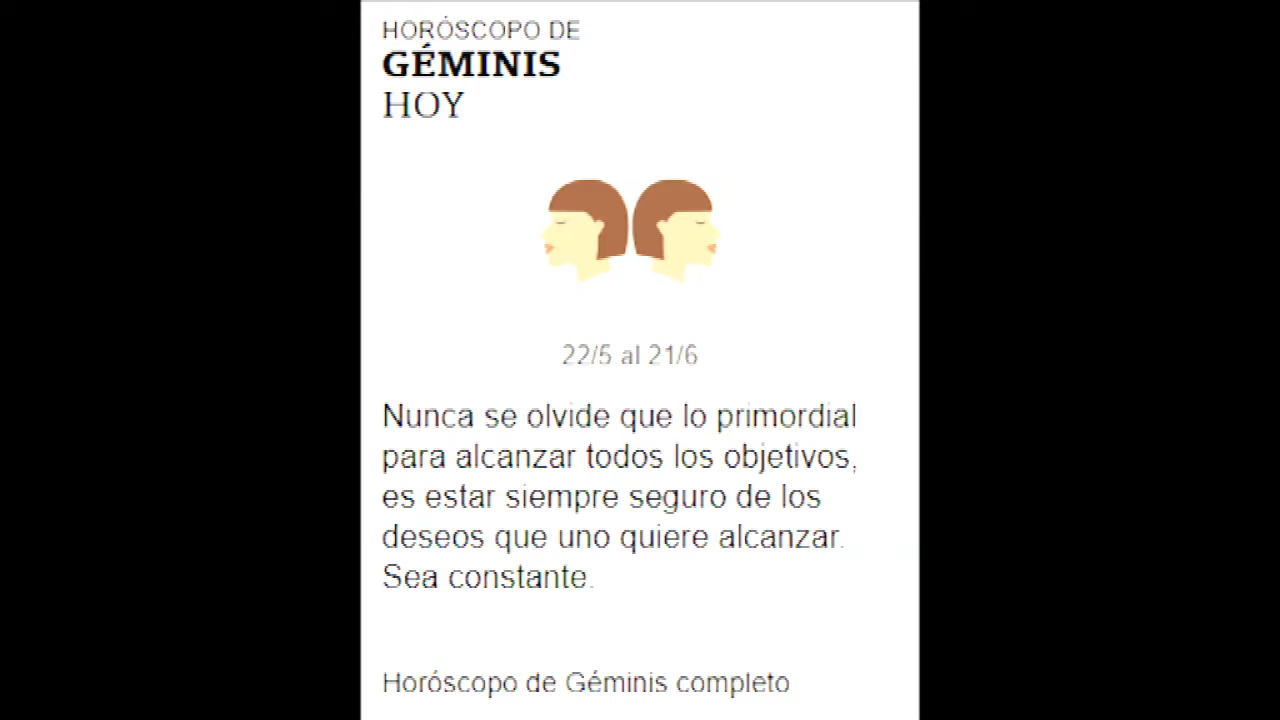 HORÓSCOPO DE
GÉMINIS
HOY
22/5 al 21/6
Nunca se olvide que lo primordial
para alcanzar todos los objetivos,
es estar siempre seguro de los
deseos que uno quiere alcanzar.
Sea constante.
Horóscopo de Géminis completo